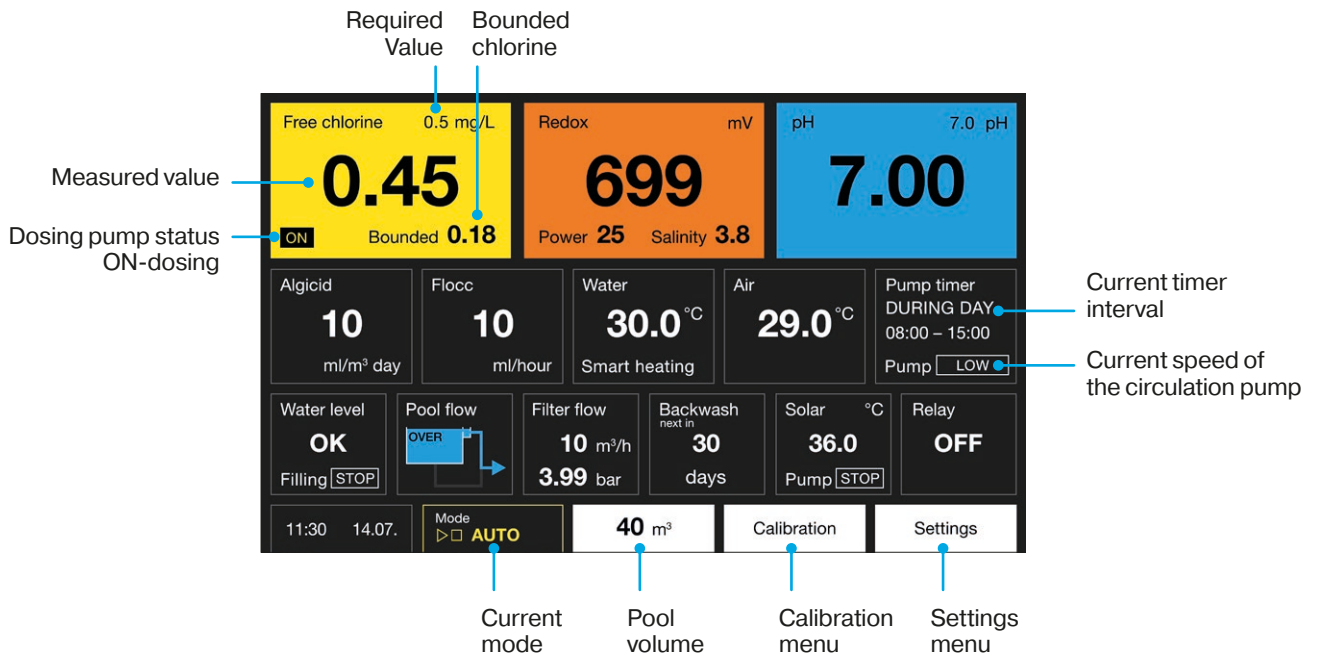 Required
Value
Bounded
chlorine
Measured value
Dosing pump status
ON-dosing
Free chlorine 0.5 mg/L
0.45
ON Bounded 0.18
Redox mV
699
Power 25 Salinity 3.8
pH 7.0 pH
7.00
Algicid
10
ml/m³ day
Flocc
10
ml/hour
Water
30.0 °C
Smart heating
Air
29.0 °C
Pump timer
DURING DAY
08:00 – 15:00
Pump LOW
Current timer
interval
Current speed of
the circulation pump
Water level
OK
Filling STOP
Pool flow
OVER
Filter flow
10 m³/h
3.99 bar
Backwash
next in
30
days
Solar °C
36.0
Pump STOP
Relay
OFF
11:30 14.07.
Mode
AUTO
40 m³
Calibration
Settings
Current
mode
Pool
volume
Calibration
menu
Settings
menu